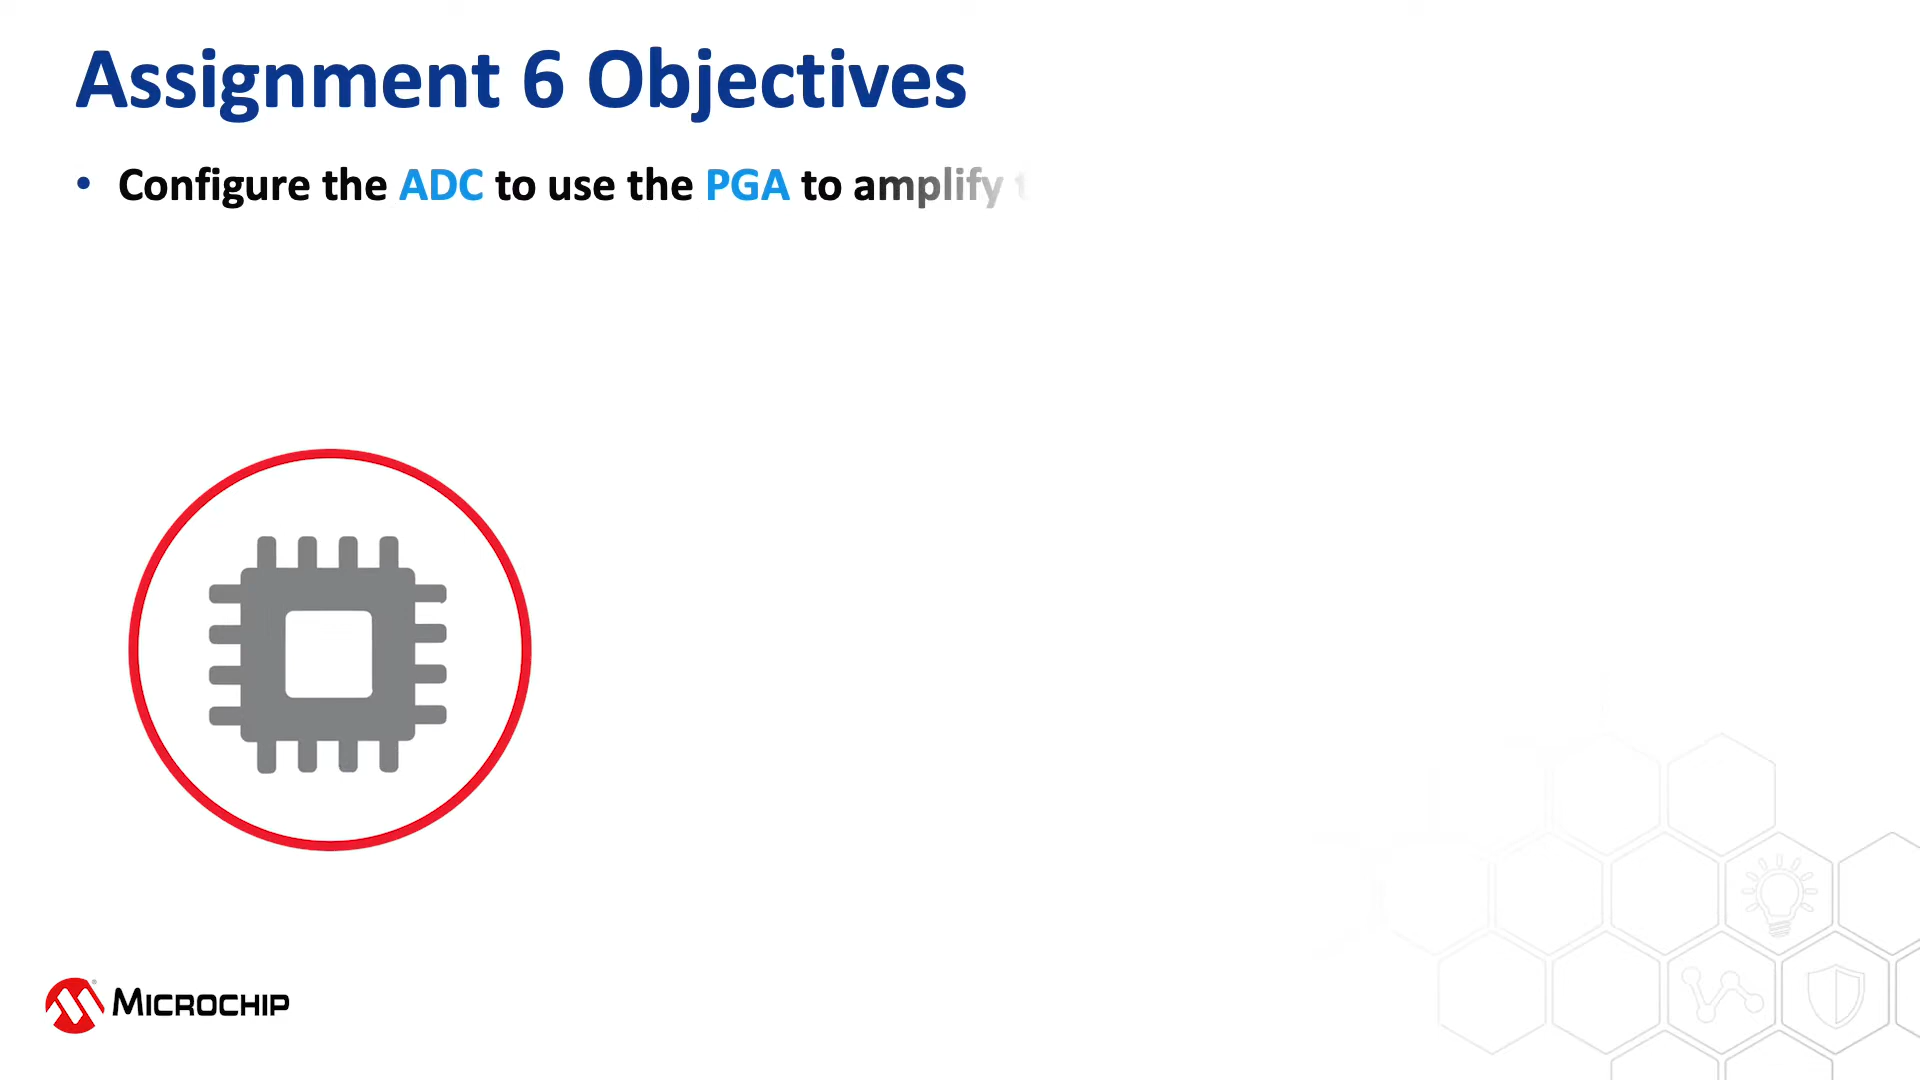 Assignment 6 Objectives
• Configure the ADC to use the PGA to amplify
MICROCHIP